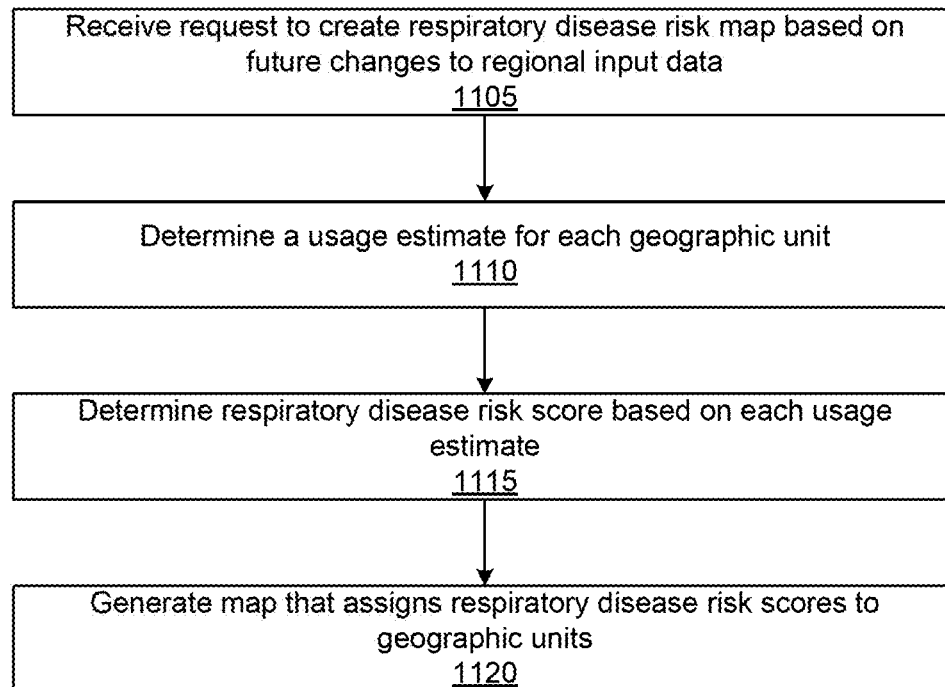 Receive request to create respiratory disease risk map based on
future changes to regional input data
1105
Determine a usage estimate for each geographic unit
1110
Determine respiratory disease risk score based on each usage
estimate
1115
Generate map that assigns respiratory disease risk scores to
geographic units
1120